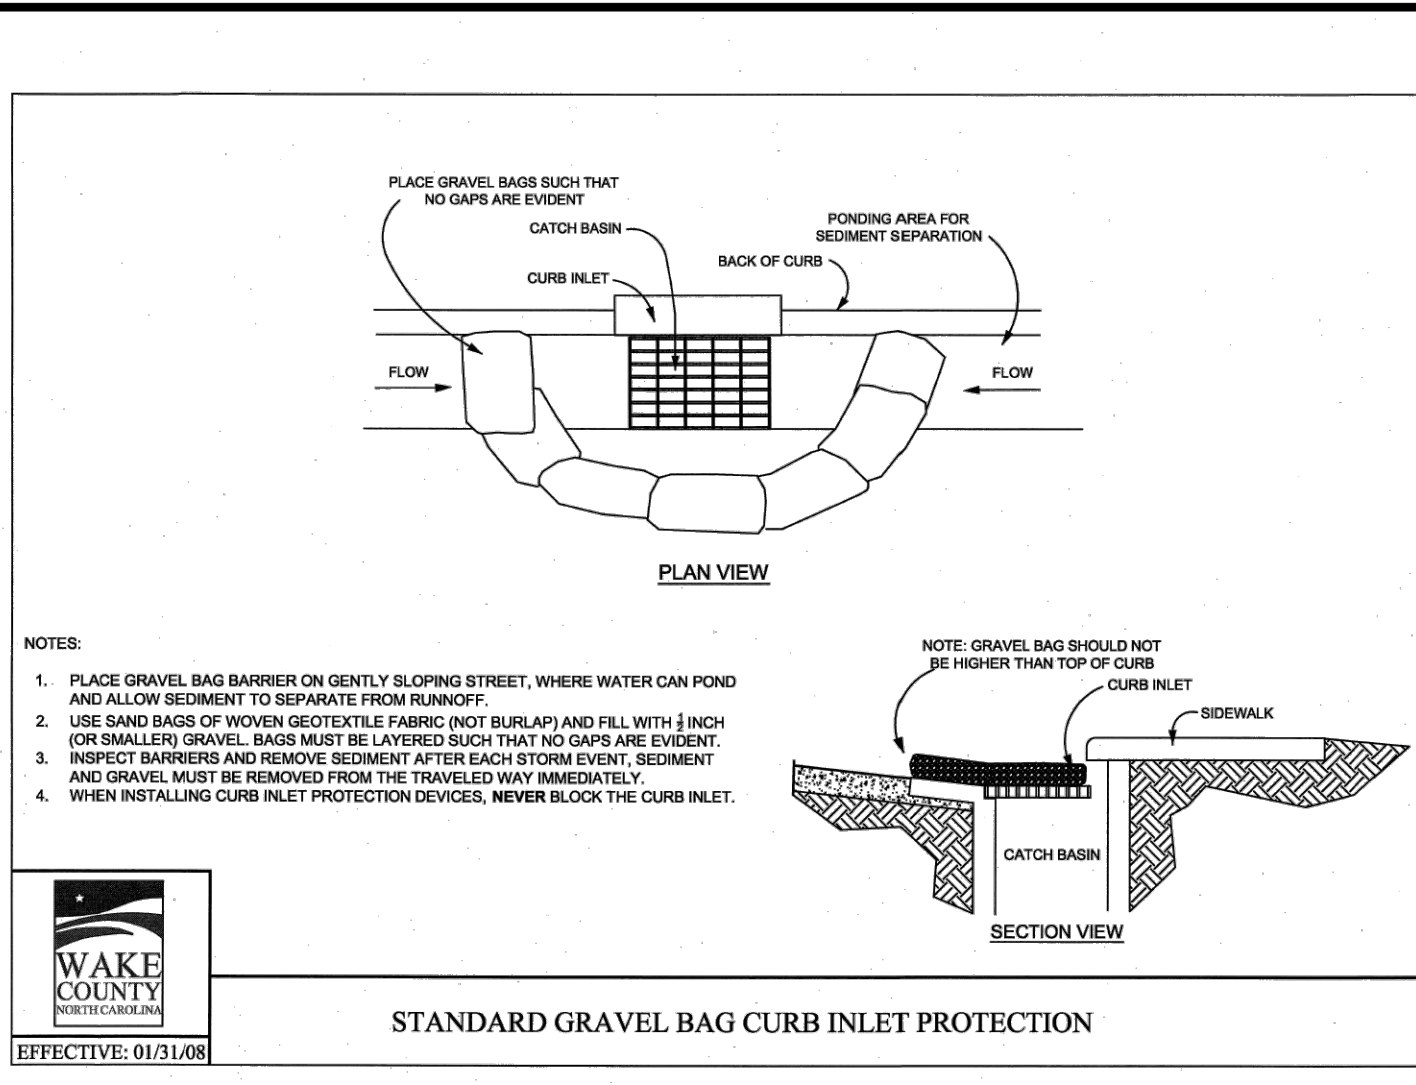 PLACE GRAVEL BAGS SUCH THAT
NO GAPS ARE EVIDENT
CATCH BASIN
CURB INLET
PONDING AREA FOR
SEDIMENT SEPARATION
BACK OF CURB
FLOW
FLOW
PLAN VIEW
NOTES:
1. PLACE GRAVEL BAG BARRIER ON GENTLY SLOPING STREET, WHERE WATER CAN POND
AND ALLOW SEDIMENT TO SEPARATE FROM RUNNOFF.
2. USE SAND BAGS OF WOVEN GEOTEXTILE FABRIC (NOT BURLAP) AND FILL WITH ½ INCH
(OR SMALLER) GRAVEL. BAGS MUST BE LAYERED SUCH THAT NO GAPS ARE EVIDENT.
3. INSPECT BARRIERS AND REMOVE SEDIMENT AFTER EACH STORM EVENT, SEDIMENT
AND GRAVEL MUST BE REMOVED FROM THE TRAVELED WAY IMMEDIATELY.
4. WHEN INSTALLING CURB INLET PROTECTION DEVICES, NEVER BLOCK THE CURB INLET.
NOTE: GRAVEL BAG SHOULD NOT
BE HIGHER THAN TOP OF CURB
CURB INLET
SIDEWALK
CATCH BASIN
SECTION VIEW
WAKE
COUNTY
NORTH CAROLINA
EFFECTIVE: 01/31/08
STANDARD GRAVEL BAG CURB INLET PROTECTION